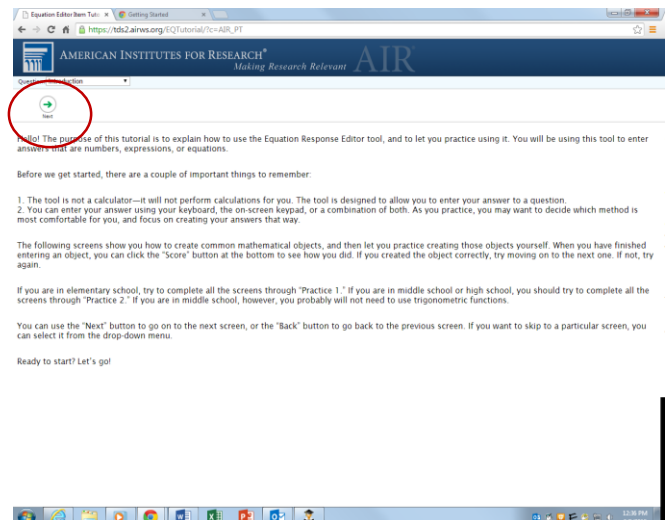 Equation Editor Item Tuto
Getting Started
https://tds2.airws.org/EQTutorial/?c=AIR_PT
AMERICAN INSTITUTES FOR RESEARCH®
Making Research Relevant
AIR
Question: Introduction
Next
Hello! The purpose of this tutorial is to explain how to use the Equation Response Editor tool, and to let you practice using it. You will be using this tool to enter
answers that are numbers, expressions, or equations.
Before we get started, there are a couple of important things to remember:
1. The tool is not a calculator—it will not perform calculations for you. The tool is designed to allow you to enter your answer to a question.
2. You can enter your answer using your keyboard, the on-screen keypad, or a combination of both. As you practice, you may want to decide which method is
most comfortable for you, and focus on creating your answers that way.
The following screens show you how to create common mathematical objects, and then let you practice creating those objects yourself. When you have finished
entering an object, you can click the "Score" button at the bottom to see how you did. If you created the object correctly, try moving on to the next one. If not, try
again.
If you are in elementary school, try to complete all the screens through "Practice 1." If you are in middle school or high school, you should try to complete all the
screens through "Practice 2." If you are in middle school, however, you probably will not need to use trigonometric functions.
You can use the "Next" button to go on to the next screen, or the "Back" button to go back to the previous screen. If you want to skip to a particular screen, you
can select it from the drop-down menu.
Ready to start? Let's go!
12:36 PM